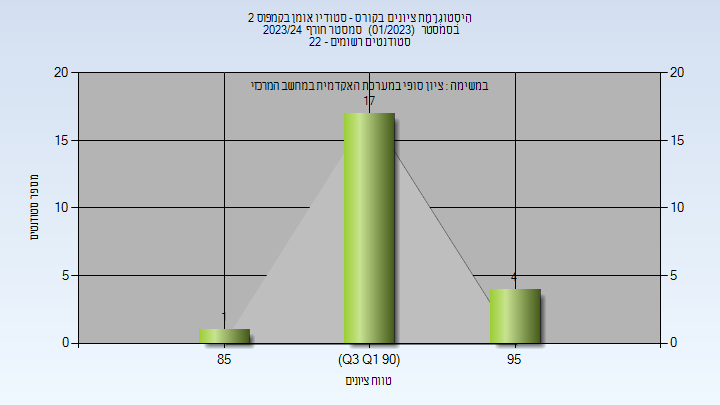 היסטוגרמת ציונים בקורס - סטודיו אומן בקמפוס 2
בסמסטר (01/2023) סמסטר חורף 2023/24
סטודנטים רשומים - 22
במשימה : ציון סופי במערכת האקדמית במחשב המרכזי
20
20
17
15
15
10
10
5
5
4
1
0
0
מספר סטודנטים
85
(Q3 Q1 90)
95
טווח ציונים